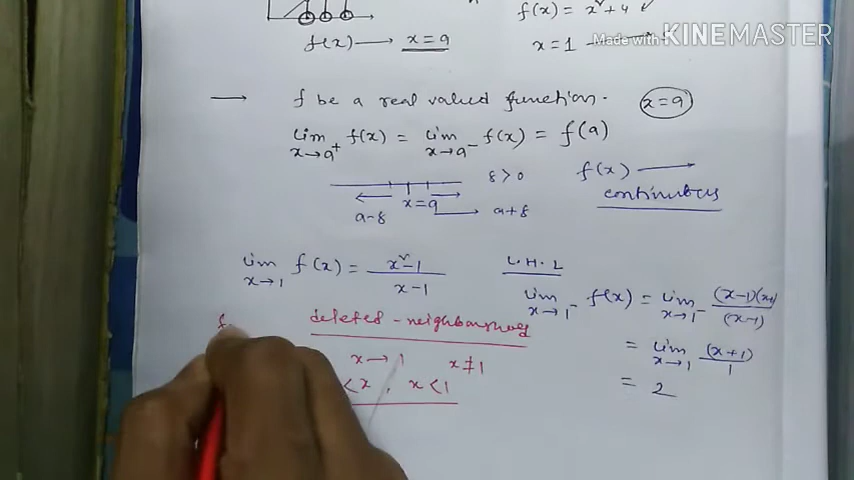 f(x) = x² + 4
f(x) → x = a
x = 1
Made with KINEMASTER
→ f be a real valued function. x = a
lim x→a⁺ f(x) = lim x→a⁻ f(x) = f(a)
δ > 0
f(x) →
continuous
x = a
a-δ
a+δ
lim x→1 f(x) = x²-1 / x-1
L.H.L
lim x→1⁻ f(x) = lim x→1⁻ (x-1)(x+1) / (x-1)
= lim x→1 (x+1) / 1
= 2
f
deleted - neighbourhood
x → 1 x ≠ 1
< x , x < 1